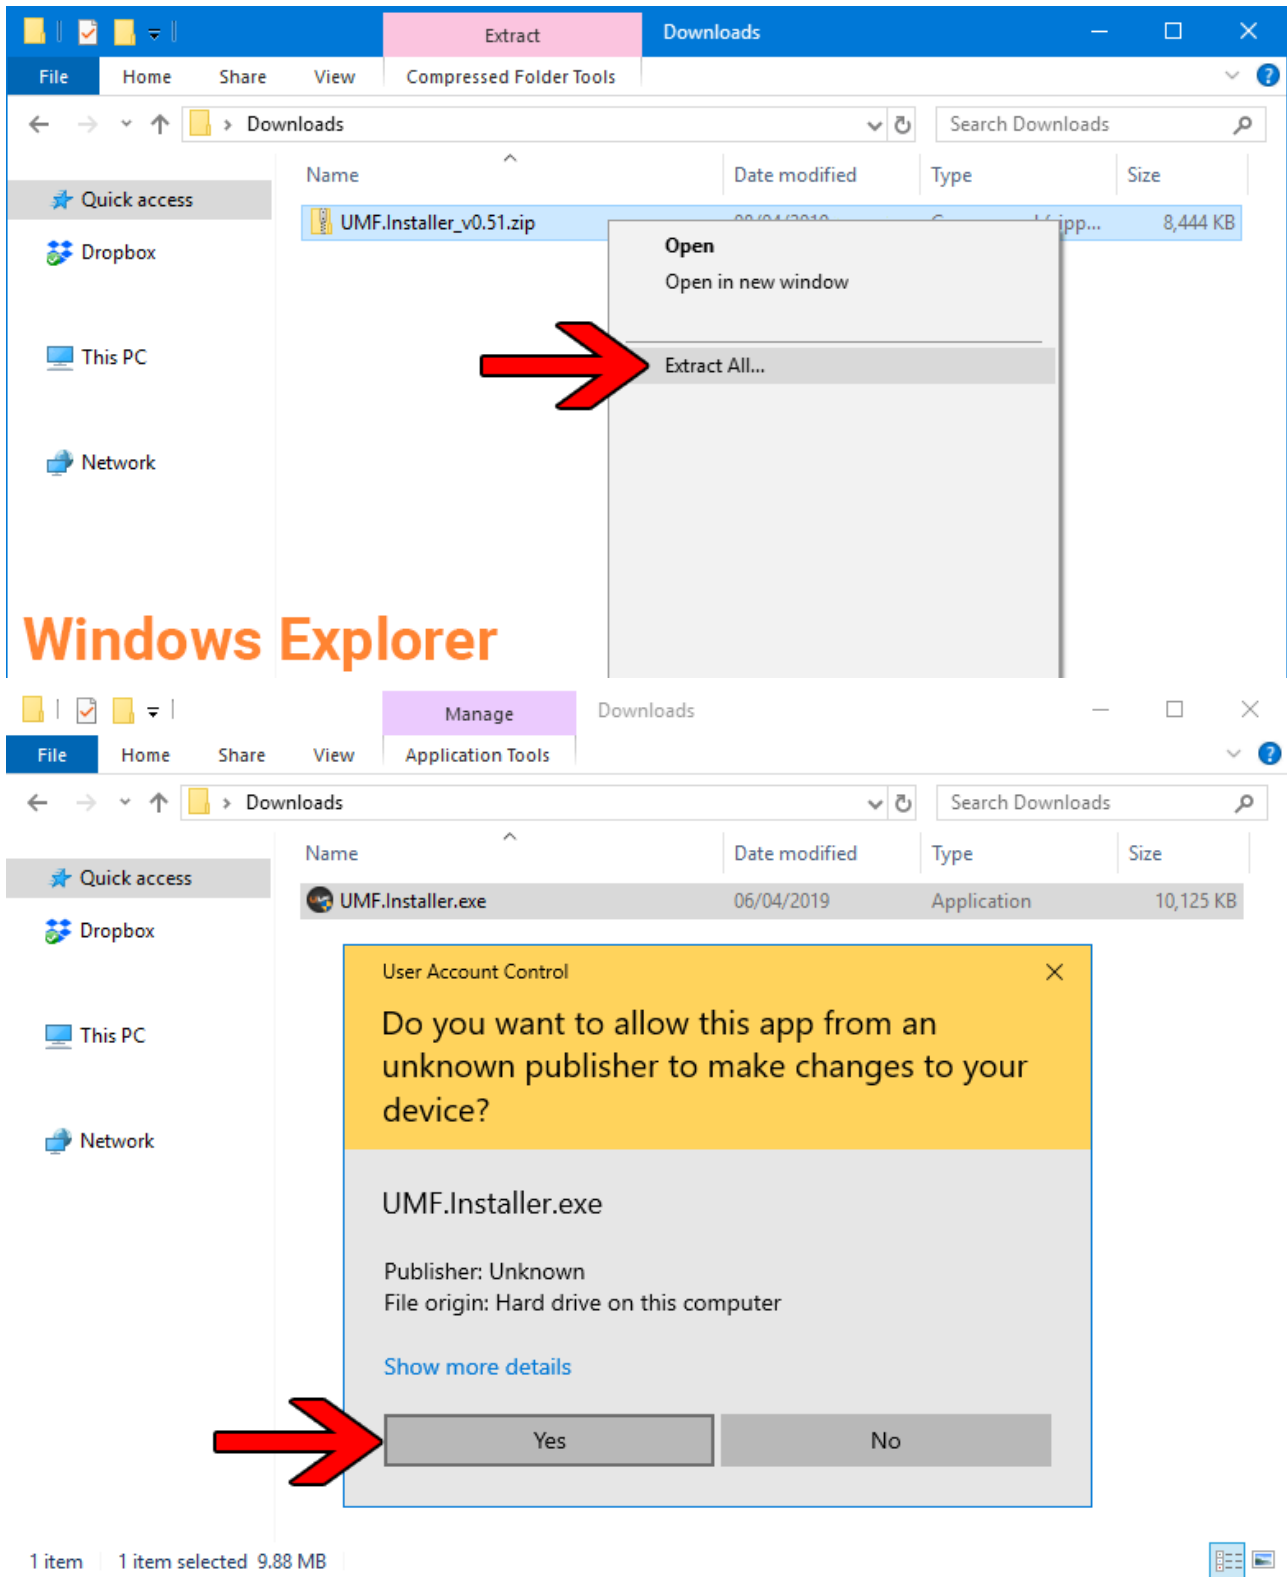 Extract
Downloads
File
Home
Share
View
Compressed Folder Tools
Downloads
Search Downloads
Name
Date modified
Type
Size
Quick access
UMF.Installer_v0.51.zip
8,444 KB
Open
Dropbox
Open in new window
This PC
Extract All...
Network
Windows Explorer
Manage
Downloads
File
Home
Share
View
Application Tools
Downloads
Search Downloads
Name
Date modified
Type
Size
Quick access
UMF.Installer.exe
06/04/2019
Application
10,125 KB
Dropbox
User Account Control
Do you want to allow this app from an
unknown publisher to make changes to your
device?
This PC
Network
UMF.Installer.exe
Publisher: Unknown
File origin: Hard drive on this computer
Show more details
Yes
No
1 item
1 item selected 9.88 MB